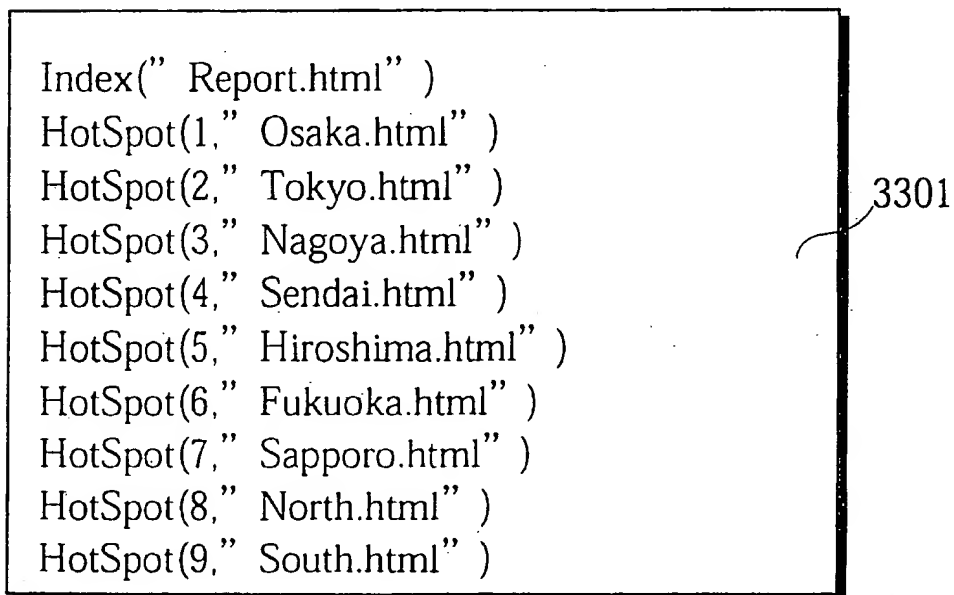 Index(” Report.html” )
HotSpot(1,” Osaka.html” )
HotSpot(2,” Tokyo.html” )
HotSpot(3,” Nagoya.html” )
HotSpot(4,” Sendai.html” )
HotSpot(5,” Hiroshima.html” )
HotSpot(6,” Fukuoka.html” )
HotSpot(7,” Sapporo.html” )
HotSpot(8,” North.html” )
HotSpot(9,” South.html” )
3301